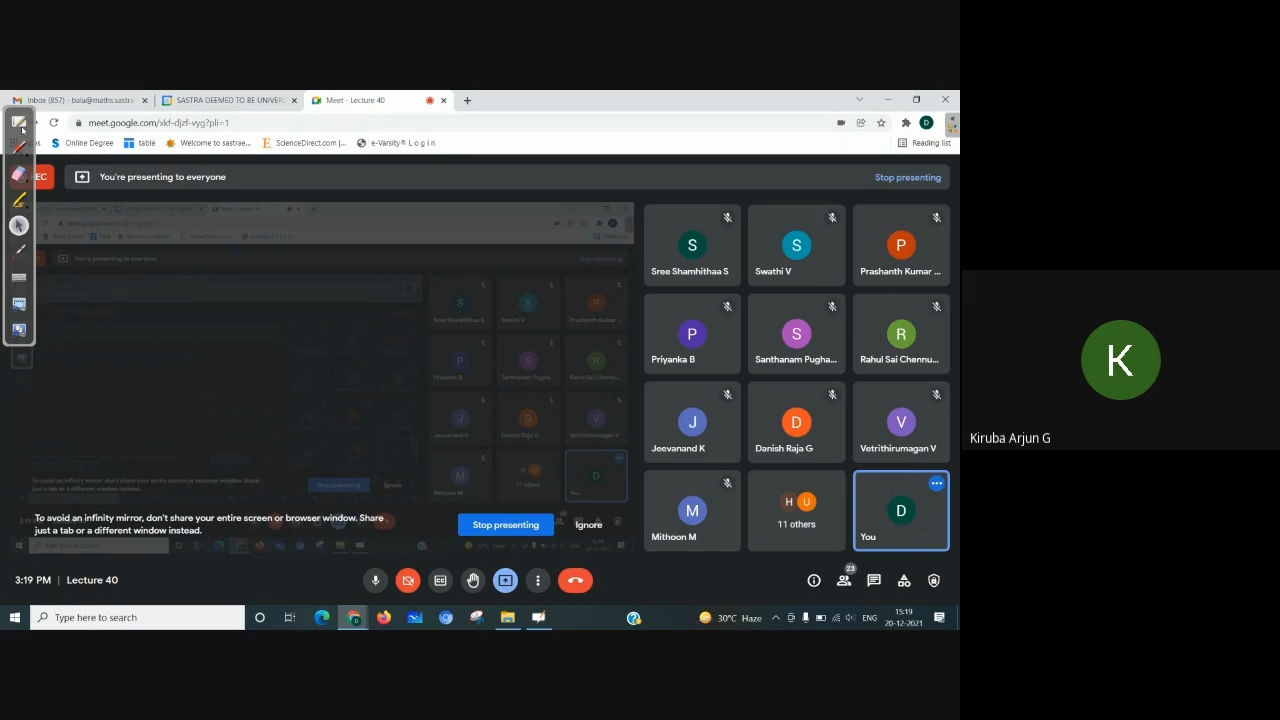 Inbox (857) - bala@maths.sastra.
SASTRA DEEMED TO BE UNIVERS
Meet - Lecture 40
meet.google.com/xkf-djzf-vyg?pli=1
Online Degree
table
Welcome to sastrae...
ScienceDirect.com |...
e-Varsity® L o g i n
Reading list
EC
You're presenting to everyone
Stop presenting
S
Sree Shamhithaa S
S
Swathi V
P
Prashanth Kumar ...
P
Priyanka B
S
Santhanam Pugha...
R
Rahul Sai Chennu...
J
Jeevanand K
D
Danish Raja G
V
Vetrithirumagan V
M
Mithoon M
H U
11 others
D
You
To avoid an infinity mirror, don't share your entire screen or browser window. Share
just a tab or a different window instead.
Stop presenting
Ignore
3:19 PM | Lecture 40
23
Type here to search
30°C Haze
ENG
15:19
20-12-2021
K
Kiruba Arjun G